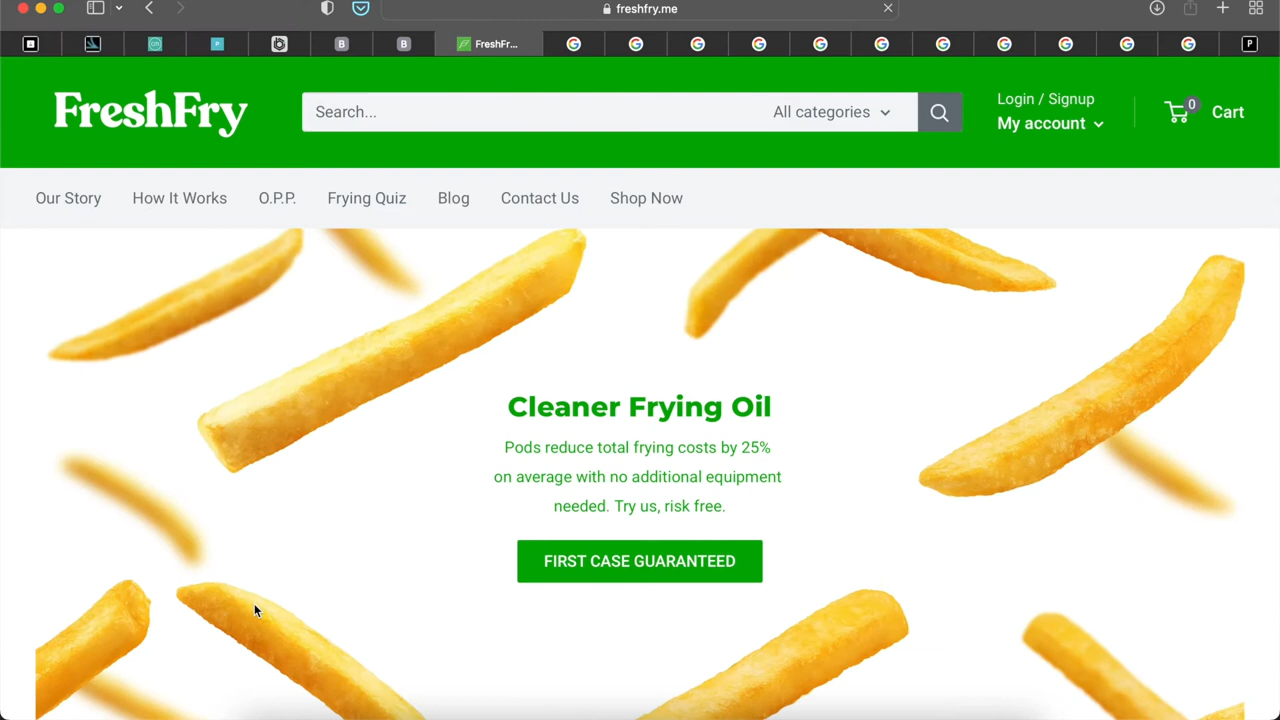 freshfry.me
B
B
FreshFr...
P
FreshFry
Search...
All categories
Login / Signup
My account
0
Cart
Our Story
How It Works
O.P.P.
Frying Quiz
Blog
Contact Us
Shop Now
Cleaner Frying Oil
Pods reduce total frying costs by 25%
on average with no additional equipment
needed. Try us, risk free.
FIRST CASE GUARANTEED